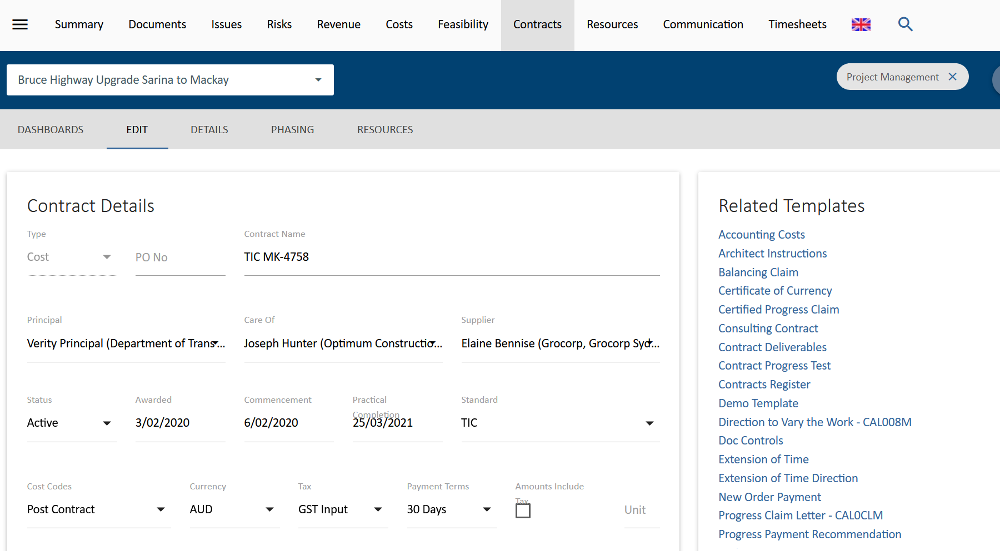 Summary Documents Issues Risks Revenue Costs Feasibility Contracts Resources Communication Timesheets
Bruce Highway Upgrade Sarina to Mackay
Project Management
DASHBOARDS EDIT DETAILS PHASING RESOURCES
Contract Details
Type Contract Name
Cost PO No TIC MK-4758
Principal Care Of Supplier
Verity Principal (Department of Trans... Joseph Hunter (Optimum Constructio... Elaine Bennise (Grocorp, Grocorp Syd...
Status Awarded Commencement Practical Completion Standard
Active 3/02/2020 6/02/2020 25/03/2021 TIC
Cost Codes Currency Tax Payment Terms Amounts Include Tax
Post Contract AUD GST Input 30 Days Unit
Related Templates
Accounting Costs
Architect Instructions
Balancing Claim
Certificate of Currency
Certified Progress Claim
Consulting Contract
Contract Deliverables
Contract Progress Test
Contracts Register
Demo Template
Direction to Vary the Work - CAL008M
Doc Controls
Extension of Time
Extension of Time Direction
New Order Payment
Progress Claim Letter - CAL0CLM
Progress Payment Recommendation